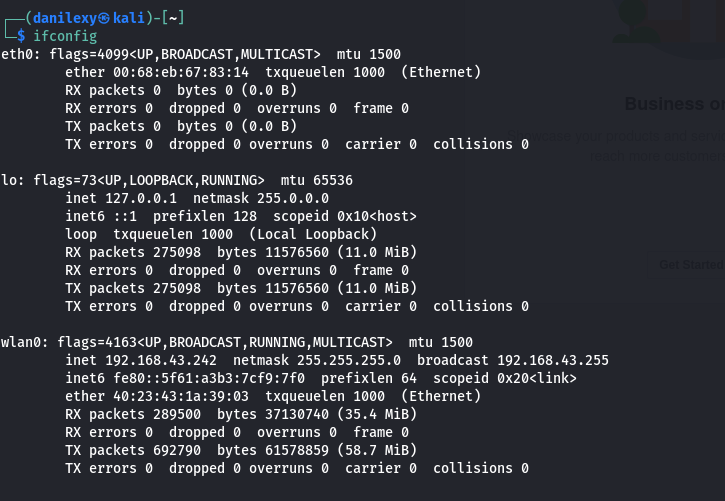 ┌──(danilexy㉿kali)-[~]
└─$ ifconfig
eth0: flags=4099<UP,BROADCAST,MULTICAST>  mtu 1500
        ether 00:68:eb:67:83:14  txqueuelen 1000  (Ethernet)
        RX packets 0  bytes 0 (0.0 B)
        RX errors 0  dropped 0  overruns 0  frame 0
        TX packets 0  bytes 0 (0.0 B)
        TX errors 0  dropped 0 overruns 0  carrier 0  collisions 0

lo: flags=73<UP,LOOPBACK,RUNNING>  mtu 65536
        inet 127.0.0.1  netmask 255.0.0.0
        inet6 ::1  prefixlen 128  scopeid 0x10<host>
        loop  txqueuelen 1000  (Local Loopback)
        RX packets 275098  bytes 11576560 (11.0 MiB)
        RX errors 0  dropped 0  overruns 0  frame 0
        TX packets 275098  bytes 11576560 (11.0 MiB)
        TX errors 0  dropped 0 overruns 0  carrier 0  collisions 0

wlan0: flags=4163<UP,BROADCAST,RUNNING,MULTICAST>  mtu 1500
        inet 192.168.43.242  netmask 255.255.255.0  broadcast 192.168.43.255
        inet6 fe80::5f61:a3b3:7cf9:7f0  prefixlen 64  scopeid 0x20<link>
        ether 40:23:43:1a:39:03  txqueuelen 1000  (Ethernet)
        RX packets 289500  bytes 37130740 (35.4 MiB)
        RX errors 0  dropped 0  overruns 0  frame 0
        TX packets 692790  bytes 61578859 (58.7 MiB)
        TX errors 0  dropped 0 overruns 0  carrier 0  collisions 0
Business
your products and
reach more
Get Started